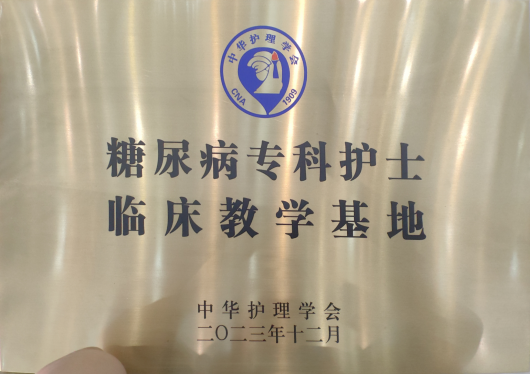 中华护理学会
CNA 1909
糖尿病专科护士
临床教学基地
中华护理学会
二〇二三年十二月